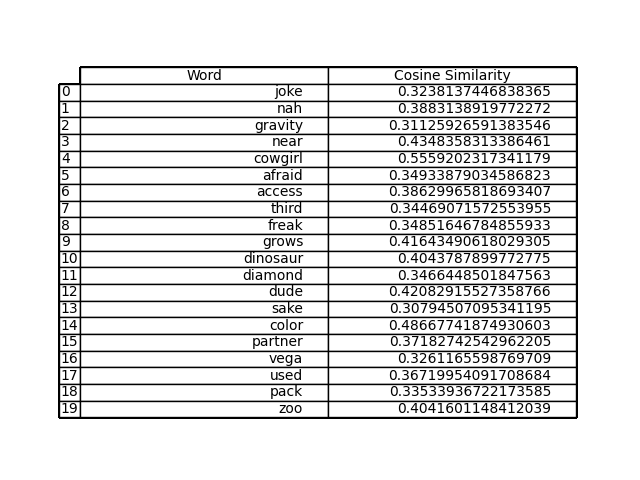 Word Cosine Similarity
0 joke 0.3238137446838365
1 nah 0.3883138919772272
2 gravity 0.31125926591383546
3 near 0.4348358313386461
4 cowgirl 0.5559202317341179
5 afraid 0.34933879034586823
6 access 0.38629965818693407
7 third 0.34469071572553955
8 freak 0.34851646784855933
9 grows 0.41643490618029305
10 dinosaur 0.4043787899772775
11 diamond 0.3466448501847563
12 dude 0.42082915527358766
13 sake 0.30794507095341195
14 color 0.48667741874930603
15 partner 0.37182742542962205
16 vega 0.3261165598769709
17 used 0.36719954091708684
18 pack 0.33533936722173585
19 zoo 0.4041601148412039